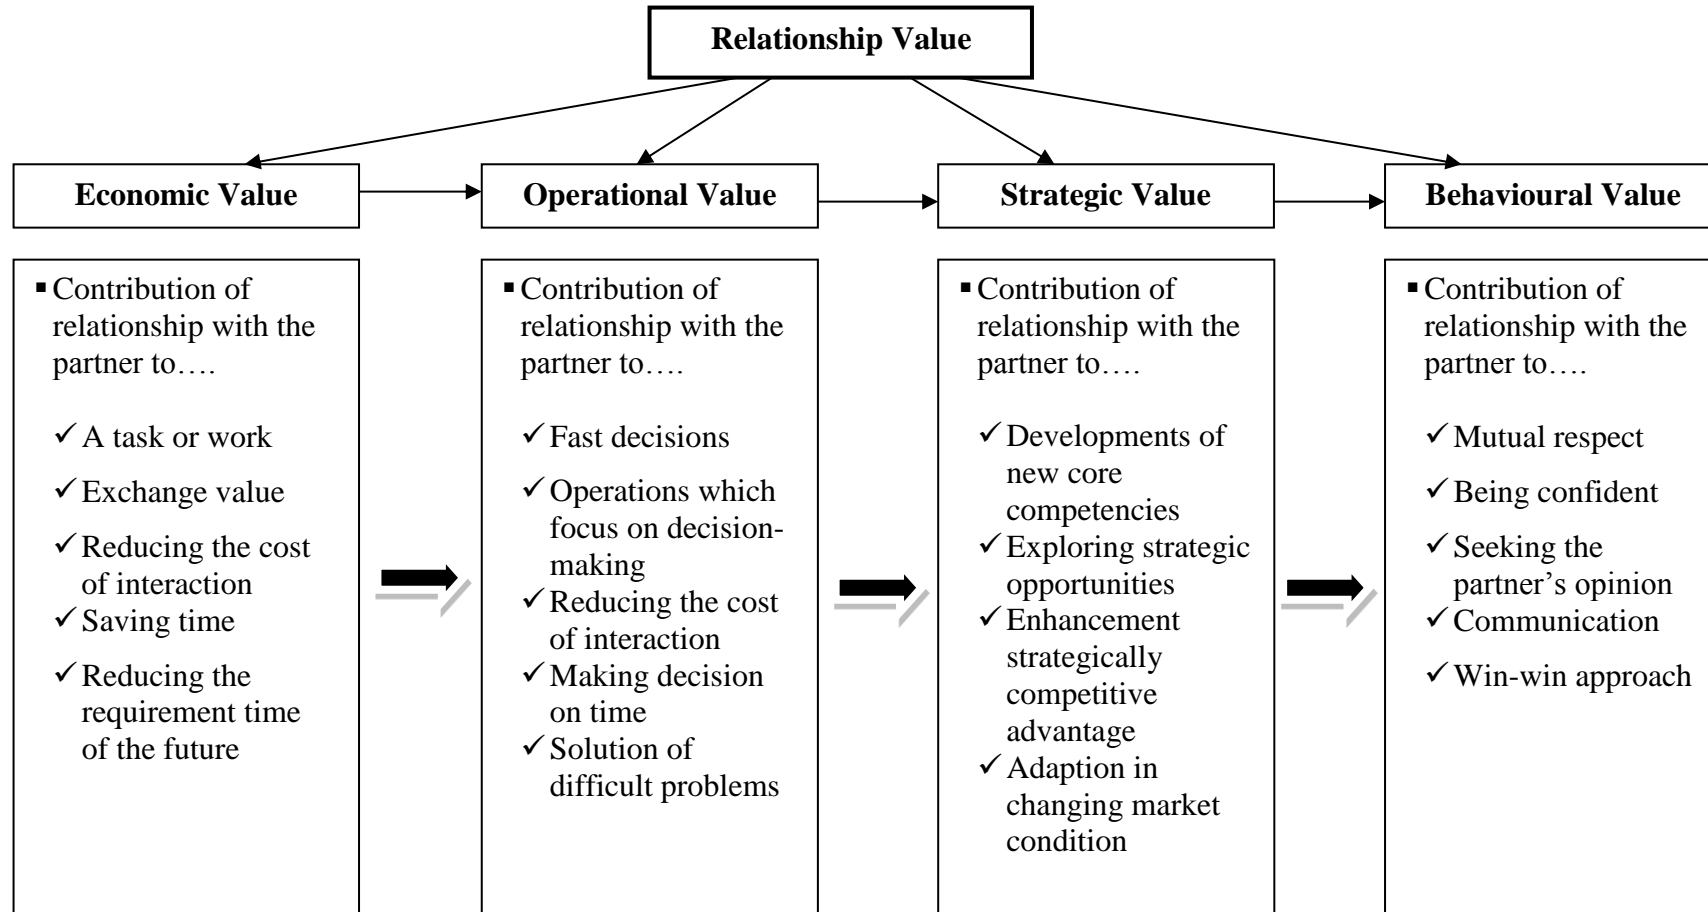 Relationship Value
Economic Value
Operational Value
Strategic Value
Behavioural Value
▪ Contribution of
relationship with the
partner to….
✓ A task or work
✓ Exchange value
✓ Reducing the cost
of interaction
✓ Saving time
✓ Reducing the
requirement time
of the future
▪ Contribution of
relationship with the
partner to….
✓ Fast decisions
✓ Operations which
focus on decision-
making
✓ Reducing the cost
of interaction
✓ Making decision
on time
✓ Solution of
difficult problems
▪ Contribution of
relationship with the
partner to….
✓ Developments of
new core
competencies
✓ Exploring strategic
opportunities
✓ Enhancement
strategically
competitive
advantage
✓ Adaption in
changing market
condition
▪ Contribution of
relationship with the
partner to….
✓ Mutual respect
✓ Being confident
✓ Seeking the
partner’s opinion
✓ Communication
✓ Win-win approach